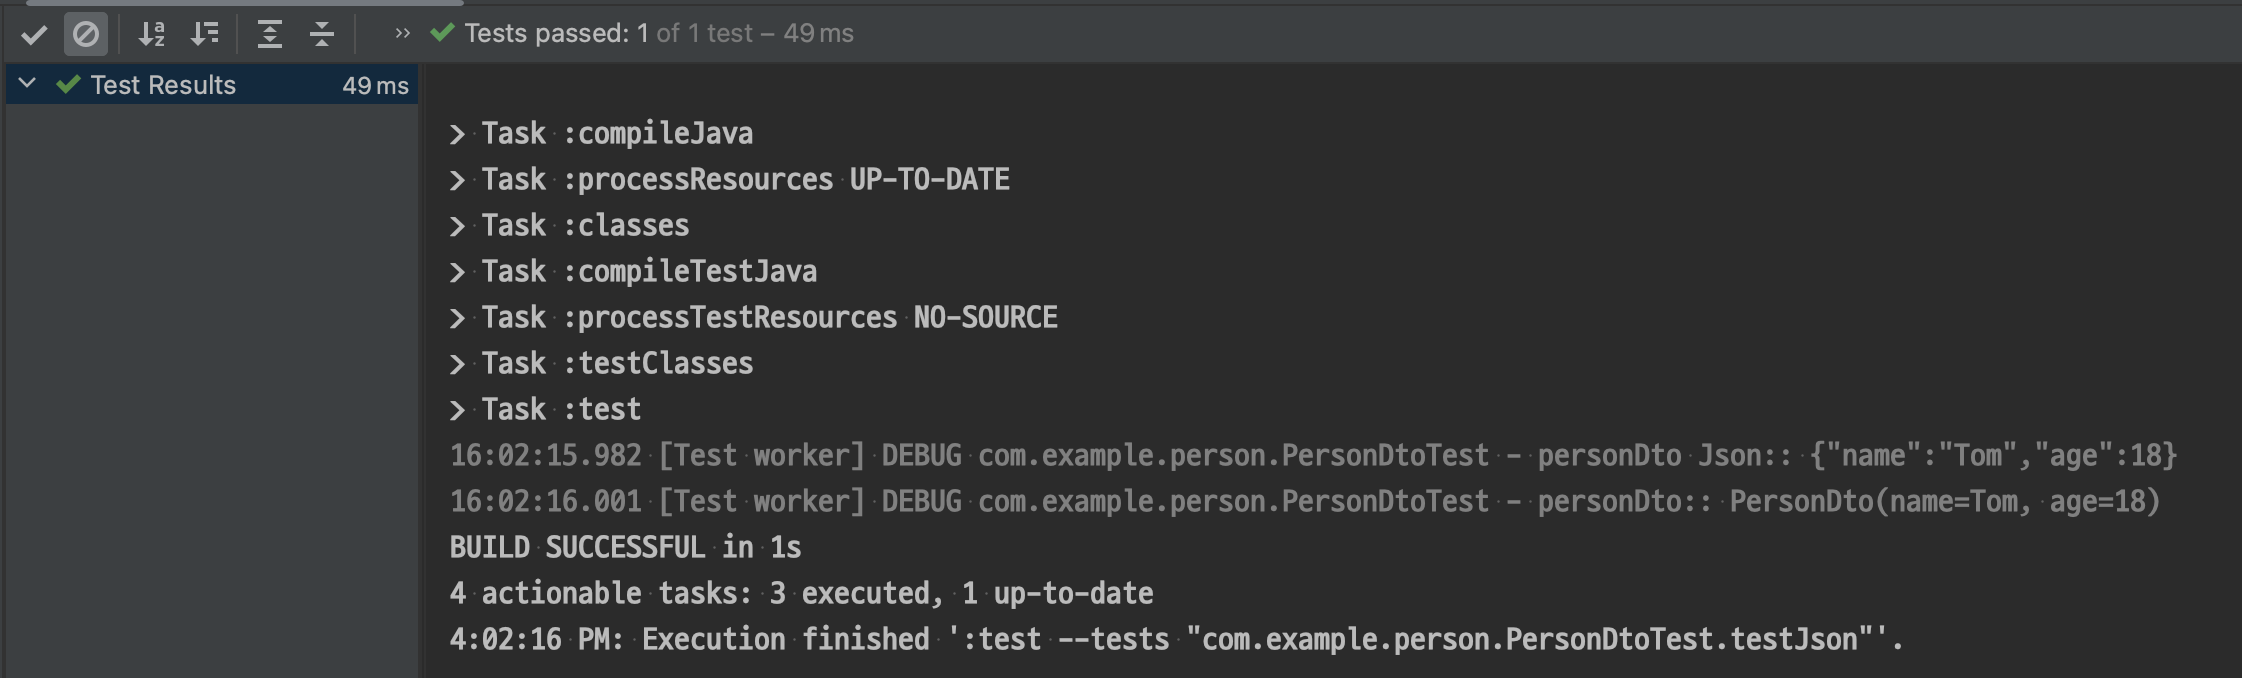 Tests passed: 1 of 1 test – 49 ms
Test Results 49 ms
> Task :compileJava
> Task :processResources UP-TO-DATE
> Task :classes
> Task :compileTestJava
> Task :processTestResources NO-SOURCE
> Task :testClasses
> Task :test
16:02:15.982 [Test worker] DEBUG com.example.person.PersonDtoTest - personDto Json:: {"name":"Tom","age":18}
16:02:16.001 [Test worker] DEBUG com.example.person.PersonDtoTest - personDto:: PersonDto(name=Tom, age=18)
BUILD SUCCESSFUL in 1s
4 actionable tasks: 3 executed, 1 up-to-date
4:02:16 PM: Execution finished ':test --tests "com.example.person.PersonDtoTest.testJson"'.